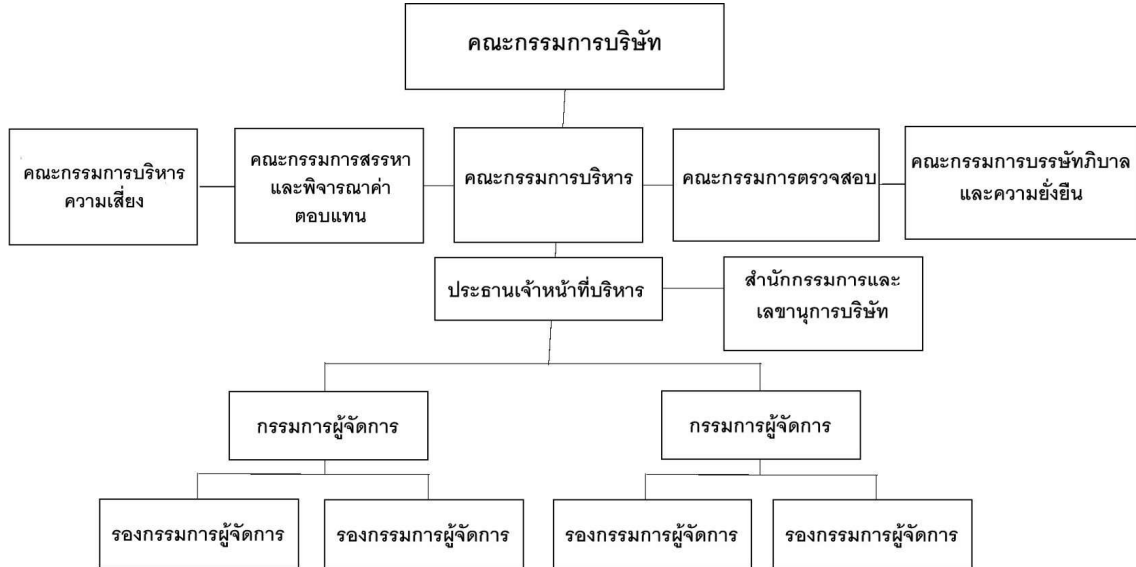 คณะกรรมการบริษัท
คณะกรรมการบริหาร
ความเสี่ยง
คณะกรรมการสรรหา
และพิจารณาค่า
ตอบแทน
คณะกรรมการบริหาร
คณะกรรมการตรวจสอบ
คณะกรรมการบรรษัทภิบาล
และความยั่งยืน
ประธานเจ้าหน้าที่บริหาร
สำนักกรรมการและ
เลขานุการบริษัท
กรรมการผู้จัดการ
กรรมการผู้จัดการ
รองกรรมการผู้จัดการ
รองกรรมการผู้จัดการ
รองกรรมการผู้จัดการ
รองกรรมการผู้จัดการ